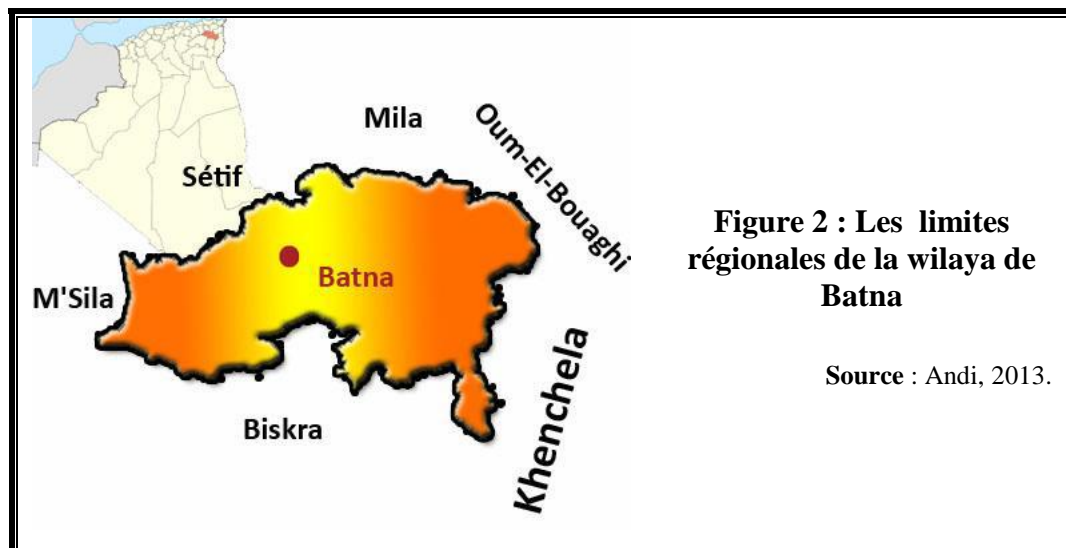 Mila
Oum-El-Bouaghi
Sétif
Batna
M'Sila
Biskra
Khenchela
Figure 2 : Les limites
régionales de la wilaya de
Batna
Source : Andi, 2013.